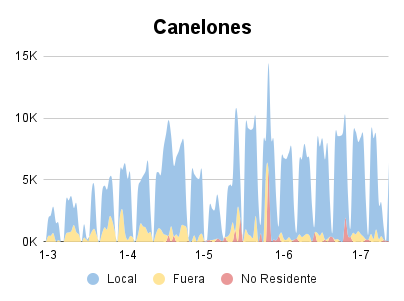 Canelones
15K
10K
5K
0K
1-3 1-4 1-5 1-6 1-7
Local Fuera No Residente